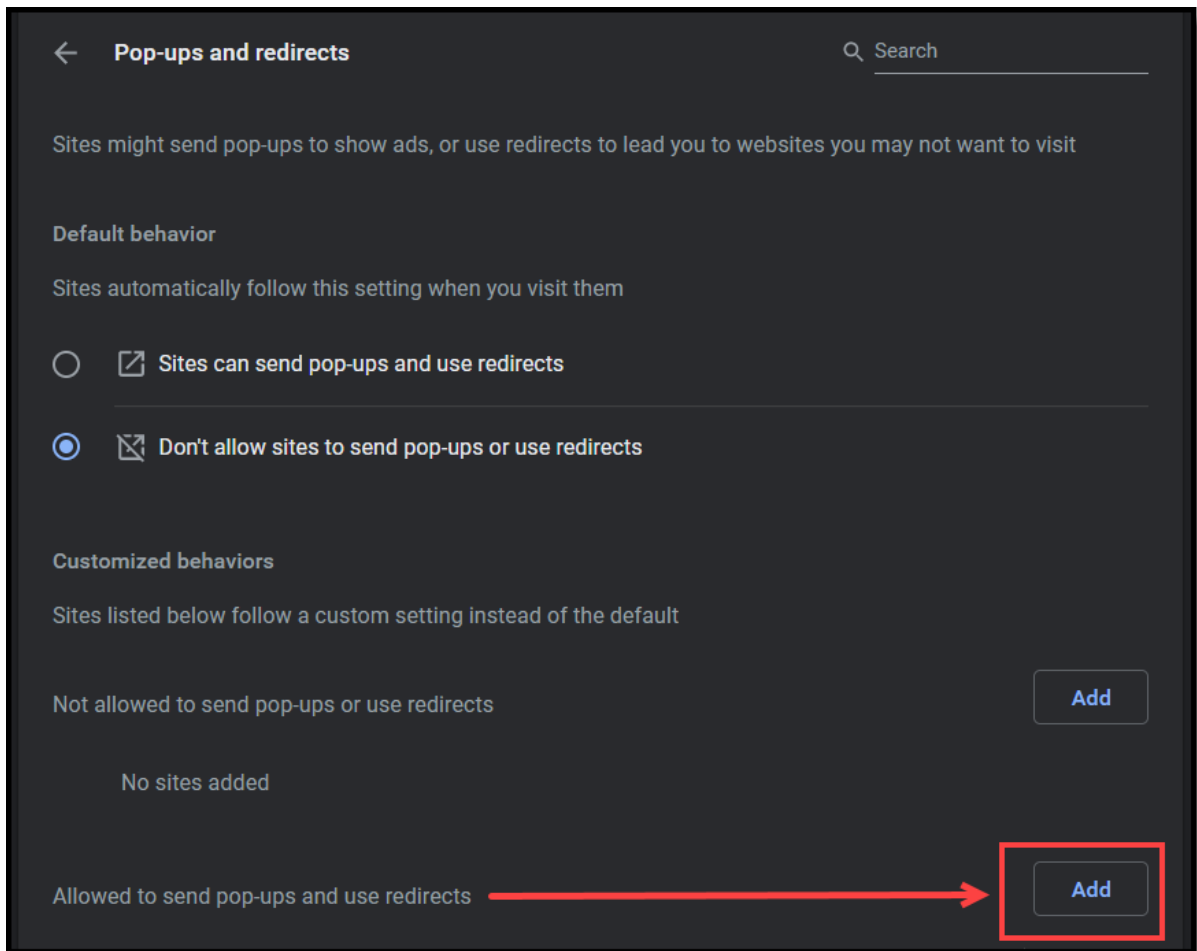 Pop-ups and redirects
Search
Sites might send pop-ups to show ads, or use redirects to lead you to websites you may not want to visit
Default behavior
Sites automatically follow this setting when you visit them
Sites can send pop-ups and use redirects
Don't allow sites to send pop-ups or use redirects
Customized behaviors
Sites listed below follow a custom setting instead of the default
Not allowed to send pop-ups or use redirects
Add
No sites added
Allowed to send pop-ups and use redirects
Add